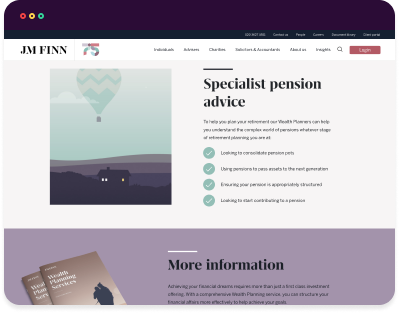 Contact us People Careers Document library Client portal
JM FINN 75 Individuals Advisers Charities Solicitors & Accountants About us Insights Login
Specialist pension
advice
To help you plan your retirement our Wealth Planners can help
you understand the complex world of pensions whatever stage
of retirement planning you are at:
Looking to consolidate pension pots
Using pensions to pass assets to the next generation
Ensuring your pension is appropriately structured
Looking to start contributing to a pension
Wealth
Planning
Services
Wealth
Planning
Services
More information
Achieving your financial dreams requires more than just a first class investment
offering. With a comprehensive Wealth Planning service, you can structure your
financial affairs more effectively to help achieve your goals.